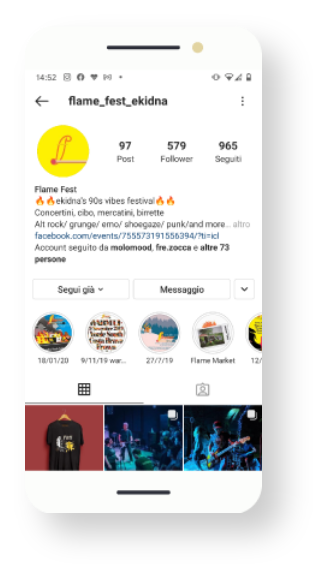 14:52
flame_fest_ekidna
97
579
965
Post
Follower
Seguiti
Flame Fest
🔥🔥ekidna's 90s vibes festival🔥🔥
Concertini, cibo, mercatini, birrette
Alt rock/ grunge/ emo/ shoegaze/ punk/and more... altro
facebook.com/events/755573191556394/?ti=icl
Account seguito da molomood, fre.zocca e altre 73
persone
Segui già
Messaggio
18/01/20
9/11/19 war...
27/7/19
Flame Market
12/